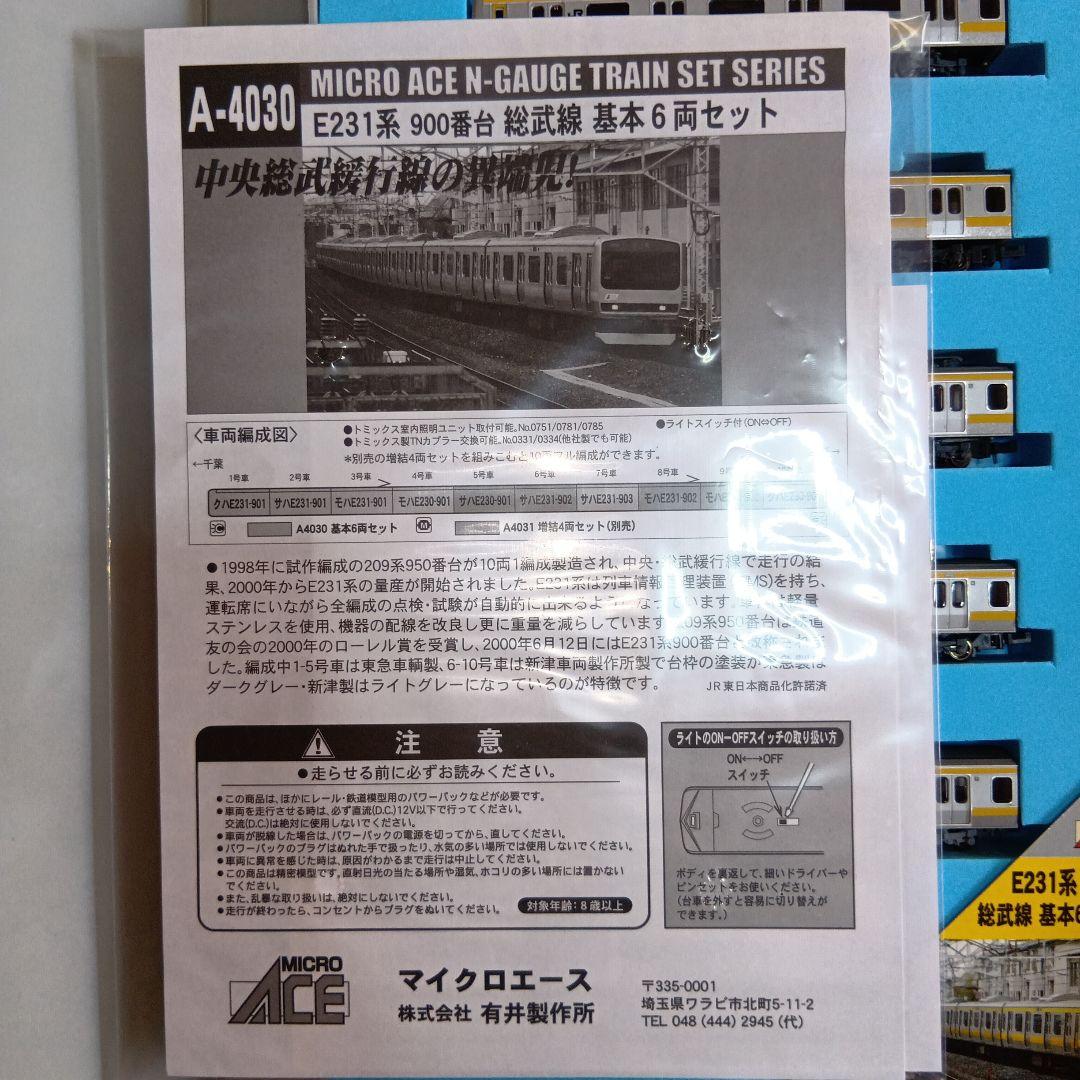 JR
A-4030
MICRO ACE N-GAUGE TRAIN SET SERIES
E231系 900番台 総武線 基本6両セット
中央総武緩行線の異端児!
〈車両編成図〉
●トミックス室内照明ユニット取付可能。No.0751/0781/0785
●ライトスイッチ付(ON⇔OFF)
●トミックス製TNカプラー交換可能。No.0331/0334(他社製でも可能)
*別売の増結4両セットを組みこむと10両フル編成ができます。
←千葉
1号車 2号車 3号車 4号車 5号車 6号車 7号車 8号車
クハE231-901 サハE231-901 モハE231-901 モハE230-901 サハE230-901 サハE231-902 サハE231-903 モハE231-902
A4030 基本6両セット
M
A4031 増結4両セット(別売)
●1998年に試作編成の209系950番台が10両1編成製造され、中央・総武緩行線で走行の結
果、2000年からE231系の量産が開始されました。E231系は列車情報管理装置(TIMS)を持ち、
運転席にいながら全編成の点検・試験が自動的に出来るようになっています。車体は軽量
ステンレスを使用、機器の配線を改良し更に重量を減らしています。209系950番台は鉄道
友の会の2000年のローレル賞を受賞し、2000年6月12日にはE231系900番台と改称されま
した。編成中1-5号車は東急車輌製、6-10号車は新津車両製作所製で台枠の塗装が東急製は
ダークグレー・新津製はライトグレーになっているのが特徴です。
JR東日本商品化許諾済
注意
●走らせる前に必ずお読みください。
●この商品は、ほかにレール・鉄道模型用のパワーパックなどが必要です。
●車両を走行させる時は、必ず直流(D.C.)12V以下で行ってください。
交流(D.C.)は絶対に使用しないでください。
●車両が脱線した場合は、パワーパックの電源を切ってから、直してください。
●パワーパックのプラグはぬれた手で扱ったり、水気の多い場所では使用しないでください。
●車両に異常を感じた時は、原因がわかるまで走行は中止してください。
●この商品は精密模型です。直射日光の当たる場所や湿気、ホコリの多い場所には置かない
でください。
●また、乱暴な取り扱いは、絶対にしないでください。
●走行が終わったら、コンセントからプラグをぬいてください。
対象年齢:8歳以上
ライトのON-OFFスイッチの取り扱い方
ON←→OFF
スイッチ
ボディを裏返して、細いドライバーや
ピンセットをお使いください。
(台車を外すと容易に切り替えが
できます。)
MICRO
ACE
マイクロエース
株式会社 有井製作所
〒335-0001
埼玉県ワラビ市北町5-11-2
TEL 048 (444) 2945 (代)
E231系
総武線 基本6